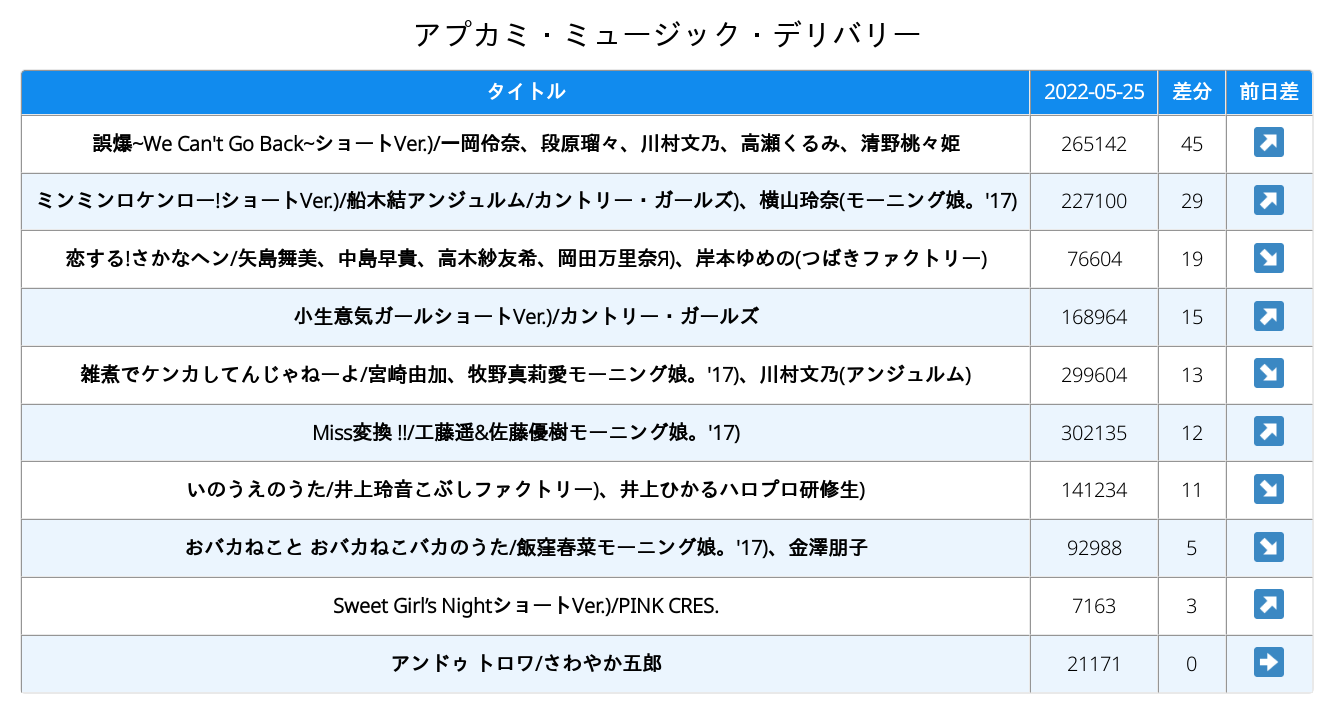 アプカミ・ミュージック・デリバリー
タイトル 2022-05-25 差分 前日差
誤爆~We Can't Go Back~ショートVer.)/一岡伶奈、段原瑠々、川村文乃、高瀬くるみ、清野桃々姫 265142 45
ミンミンロケンロー!ショートVer.)/船木結アンジュルム/カントリー・ガールズ)、横山玲奈(モーニング娘。'17) 227100 29
恋する!さかなヘン/矢島舞美、中島早貴、高木紗友希、岡田万里奈Я)、岸本ゆめの(つばきファクトリー) 76604 19
小生意気ガールショートVer.)/カントリー・ガールズ 168964 15
雑煮でケンカしてんじゃねーよ/宮崎由加、牧野真莉愛モーニング娘。'17)、川村文乃(アンジュルム) 299604 13
Miss変換 !!/工藤遥&佐藤優樹モーニング娘。'17) 302135 12
いのうえのうた/井上玲音こぶしファクトリー)、井上ひかるハロプロ研修生) 141234 11
おバカねこと おバカねこバカのうた/飯窪春菜モーニング娘。'17)、金澤朋子 92988 5
Sweet Girl’s NightショートVer.)/PINK CRES. 7163 3
アンドゥ トロワ/さわやか五郎 21171 0